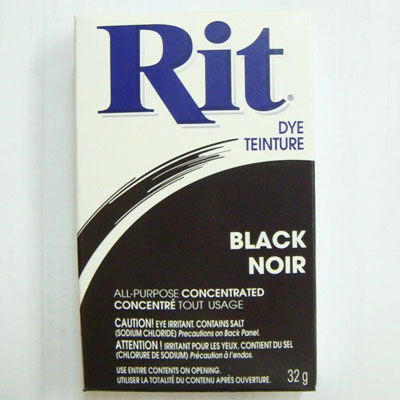 Rit®
DYE
TEINTURE
BLACK
NOIR
ALL-PURPOSE CONCENTRATED
CONCENTRÉ TOUT USAGE
CAUTION! EYE IRRITANT. CONTAINS SALT
(SODIUM CHLORIDE) Precautions on Back Panel.
ATTENTION ! IRRITANT POUR LES YEUX. CONTIENT DU SEL
(CHLORURE DE SODIUM) Précaution à l'endos.
USE ENTIRE CONTENTS ON OPENING.
UTILISER LA TOTALITÉ DU CONTENU APRÈS OUVERTURE.
32g